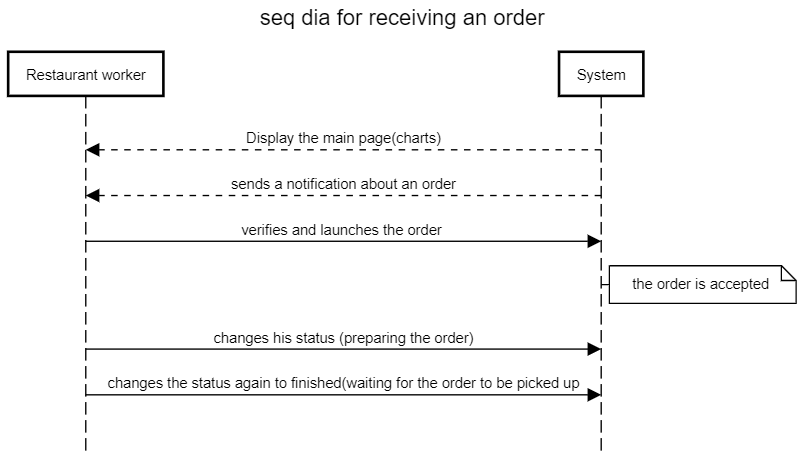 seq dia for receiving an order
Restaurant worker
System
Display the main page(charts)
sends a notification about an order
verifies and launches the order
the order is accepted
changes his status (preparing the order)
changes the status again to finished(waiting for the order to be picked up